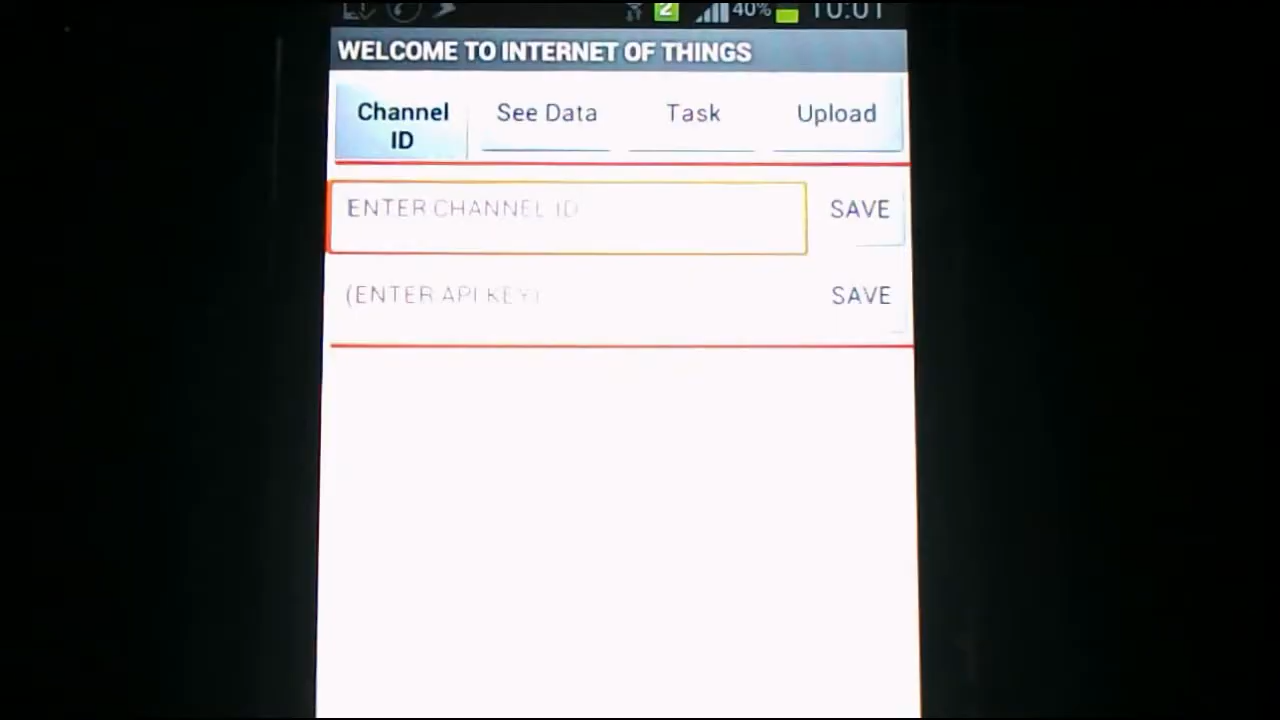 2 40% 10:01
WELCOME TO INTERNET OF THINGS
Channel ID See Data Task Upload
ENTER CHANNEL ID SAVE
(ENTER API KEY) SAVE